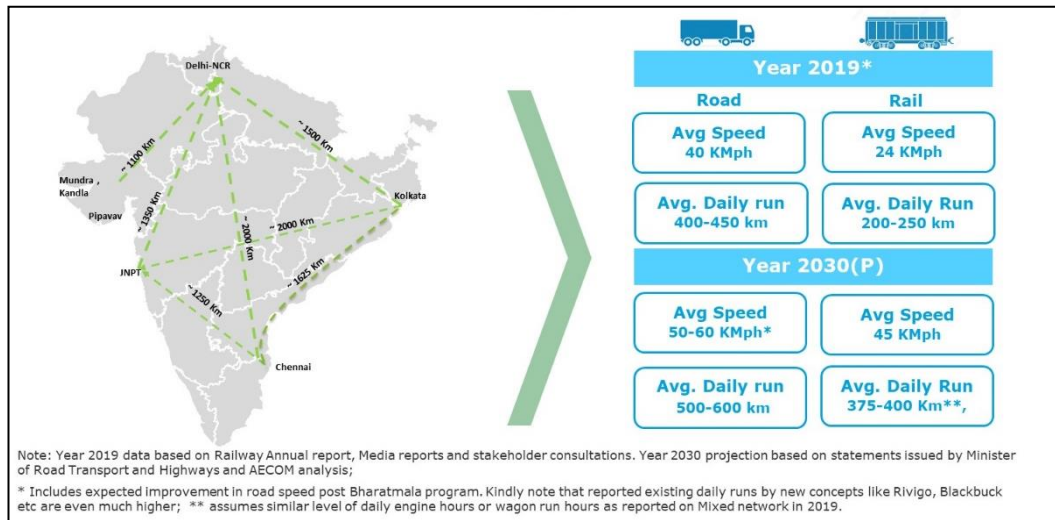 Delhi-NCR
~ 1500 Km
~ 1100 Km
Mundra ,
Kandla
Kolkata
Pipavav
~ 1350 Km
~ 2000 Km
~ 2000 Km
JNPT
~ 1625 Km
~ 1250 Km
Chennai
Year 2019*
Road
Rail
Avg Speed
40 KMph
Avg Speed
24 KMph
Avg. Daily run
400-450 km
Avg. Daily Run
200-250 km
Year 2030(P)
Avg Speed
50-60 KMph*
Avg Speed
45 KMph
Avg. Daily run
500-600 km
Avg. Daily Run
375-400 Km**,
Note: Year 2019 data based on Railway Annual report, Media reports and stakeholder consultations. Year 2030 projection based on statements issued by Minister
of Road Transport and Highways and AECOM analysis;
* Includes expected improvement in road speed post Bharatmala program. Kindly note that reported existing daily runs by new concepts like Rivigo, Blackbuck
etc are even much higher; ** assumes similar level of daily engine hours or wagon run hours as reported on Mixed network in 2019.